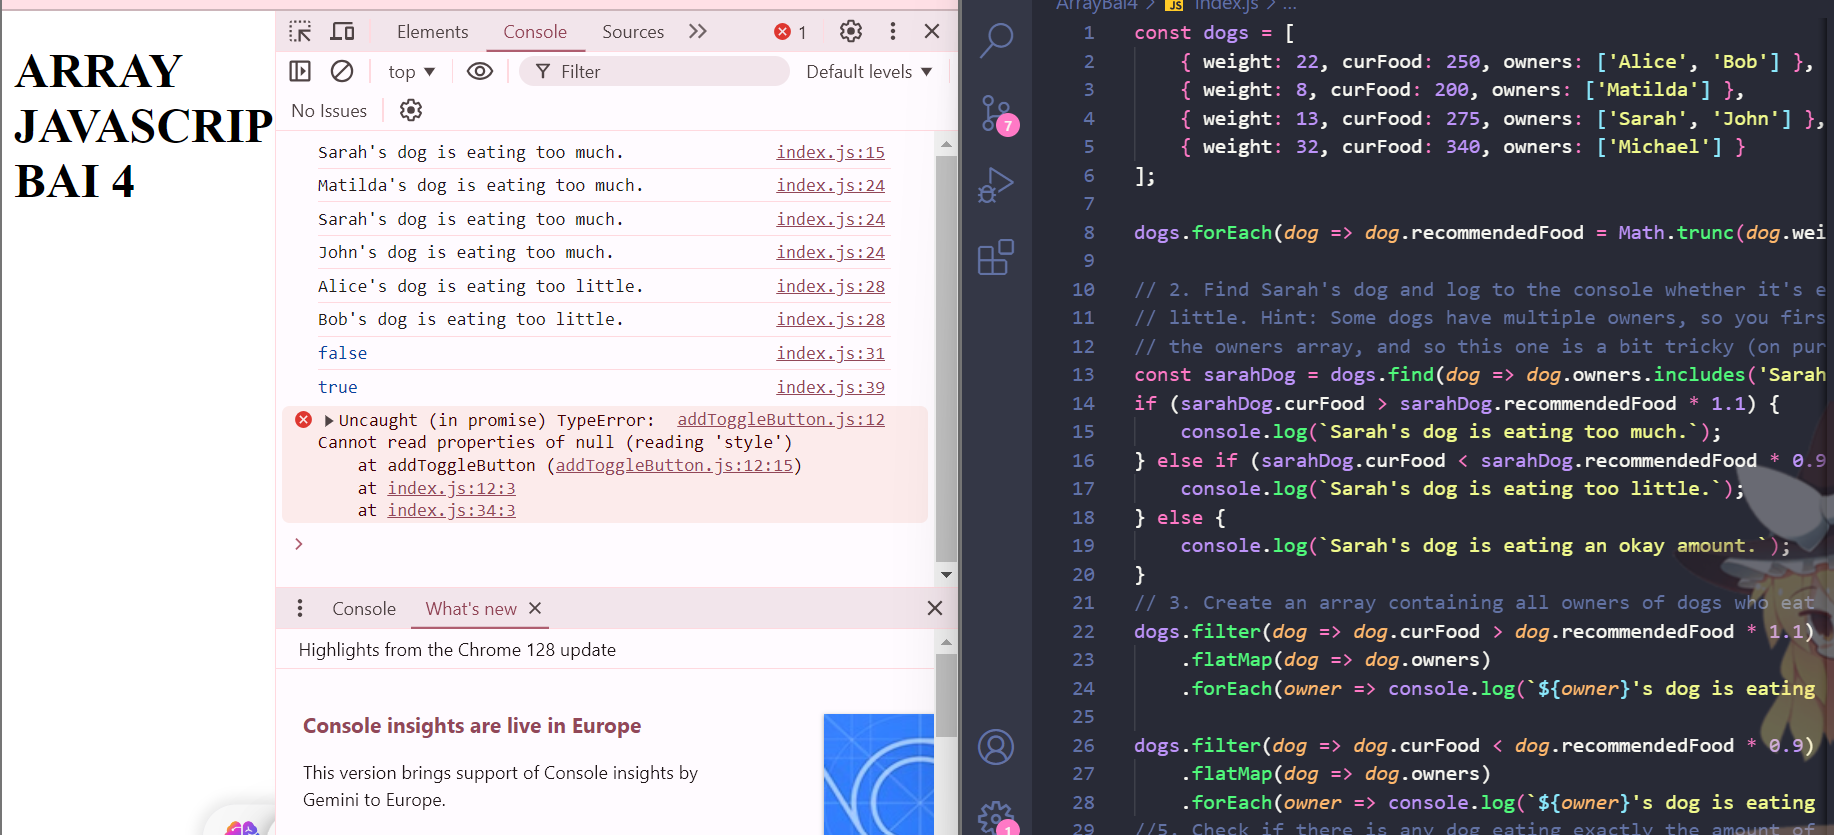 ARRAY
JAVASCRIP
BAI 4
Elements Console Sources 1
top Filter Default levels
No Issues
Sarah's dog is eating too much. index.js:15
Matilda's dog is eating too much. index.js:24
Sarah's dog is eating too much. index.js:24
John's dog is eating too much. index.js:24
Alice's dog is eating too little. index.js:28
Bob's dog is eating too little. index.js:28
false index.js:31
true index.js:39
Uncaught (in promise) TypeError: addToggleButton.js:12
Cannot read properties of null (reading 'style')
at addToggleButton (addToggleButton.js:12:15)
at index.js:12:3
at index.js:34:3
Console What's new
Highlights from the Chrome 128 update
Console insights are live in Europe
This version brings support of Console insights by
Gemini to Europe.
7
1
ArrayBai4 > JS index.js > ...
1 const dogs = [
2 { weight: 22, curFood: 250, owners: ['Alice', 'Bob'] },
3 { weight: 8, curFood: 200, owners: ['Matilda'] },
4 { weight: 13, curFood: 275, owners: ['Sarah', 'John'] },
5 { weight: 32, curFood: 340, owners: ['Michael'] }
6 ];
7
8 dogs.forEach(dog => dog.recommendedFood = Math.trunc(dog.wei
9
10 // 2. Find Sarah's dog and log to the console whether it's e
11 // little. Hint: Some dogs have multiple owners, so you firs
12 // the owners array, and so this one is a bit tricky (on pur
13 const sarahDog = dogs.find(dog => dog.owners.includes('Sarah
14 if (sarahDog.curFood > sarahDog.recommendedFood * 1.1) {
15 console.log(`Sarah's dog is eating too much.`);
16 } else if (sarahDog.curFood < sarahDog.recommendedFood * 0.9
17 console.log(`Sarah's dog is eating too little.`);
18 } else {
19 console.log(`Sarah's dog is eating an okay amount.`);
20 }
21 // 3. Create an array containing all owners of dogs who eat
22 dogs.filter(dog => dog.curFood > dog.recommendedFood * 1.1)
23 .flatMap(dog => dog.owners)
24 .forEach(owner => console.log(`${owner}'s dog is eating
25
26 dogs.filter(dog => dog.curFood < dog.recommendedFood * 0.9)
27 .flatMap(dog => dog.owners)
28 .forEach(owner => console.log(`${owner}'s dog is eating
29 //5. Check if there is any dog eating exactly the amount of